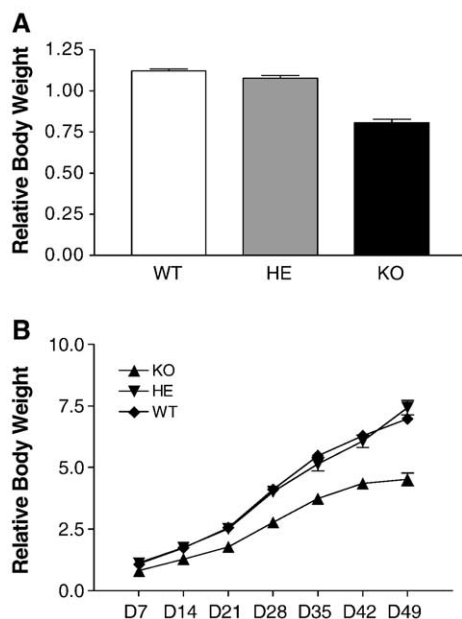 A
Relative Body Weight
1.25
1.00
0.75
0.50
0.25
0.00
WT
HE
KO
B
Relative Body Weight
10.0
7.5
5.0
2.5
0.0
KO
HE
WT
D7 D14 D21 D28 D35 D42 D49